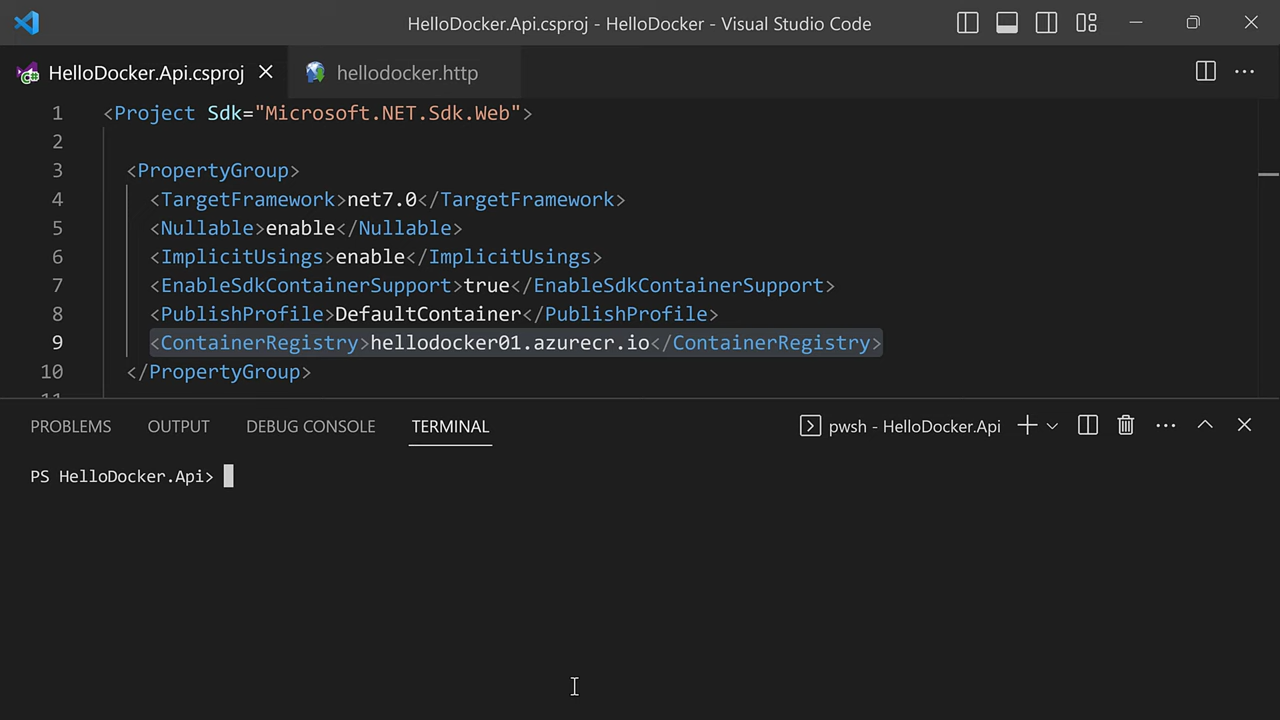 HelloDocker.Api.csproj - HelloDocker - Visual Studio Code
HelloDocker.Api.csproj hellodocker.http
1 <Project Sdk="Microsoft.NET.Sdk.Web">
2
3 <PropertyGroup>
4 <TargetFramework>net7.0</TargetFramework>
5 <Nullable>enable</Nullable>
6 <ImplicitUsings>enable</ImplicitUsings>
7 <EnableSdkContainerSupport>true</EnableSdkContainerSupport>
8 <PublishProfile>DefaultContainer</PublishProfile>
9 <ContainerRegistry>hellodocker01.azurecr.io</ContainerRegistry>
10 </PropertyGroup>
11
PROBLEMS OUTPUT DEBUG CONSOLE TERMINAL pwsh - HelloDocker.Api
PS HelloDocker.Api>